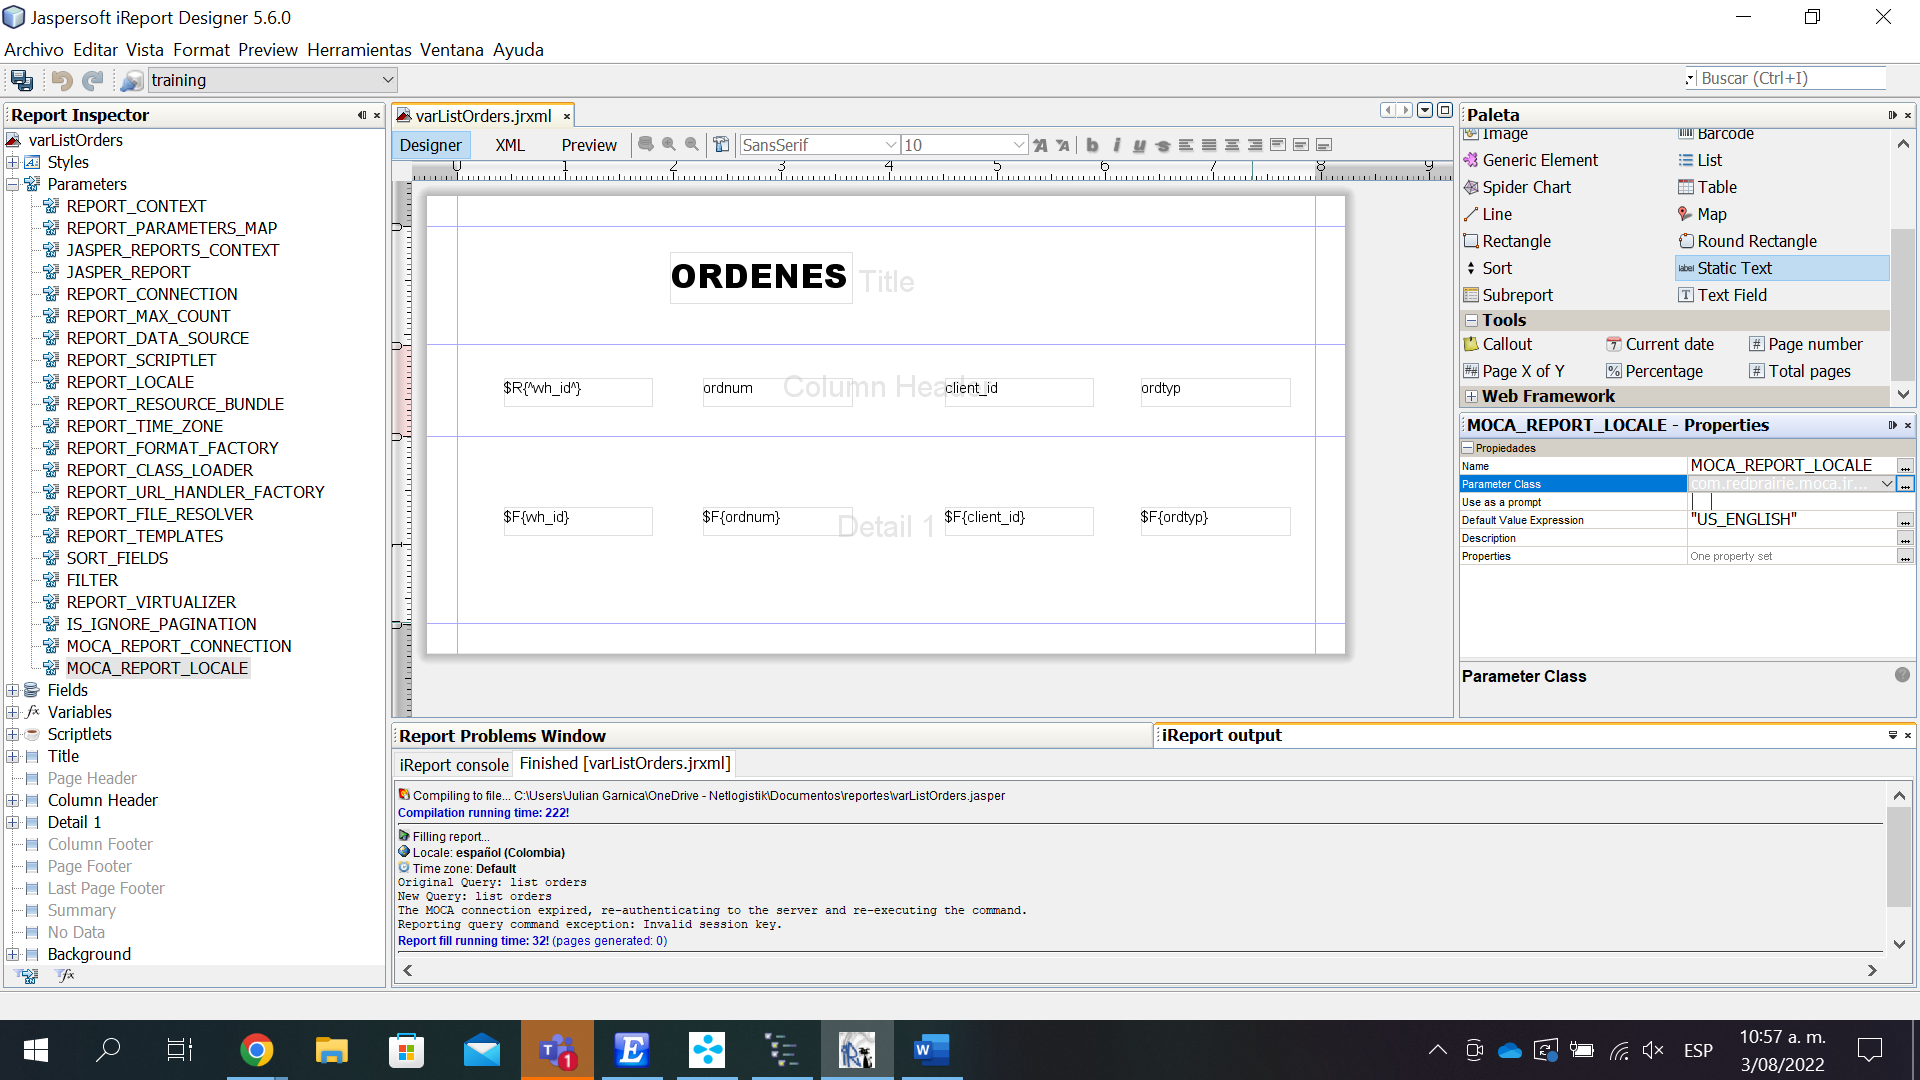 Jaspersoft iReport Designer 5.6.0
Archivo Editar Vista Format Preview Herramientas Ventana Ayuda
training
Buscar (Ctrl+I)
Report Inspector
varListOrders
Styles
Parameters
REPORT_CONTEXT
REPORT_PARAMETERS_MAP
JASPER_REPORTS_CONTEXT
JASPER_REPORT
REPORT_CONNECTION
REPORT_MAX_COUNT
REPORT_DATA_SOURCE
REPORT_SCRIPTLET
REPORT_LOCALE
REPORT_RESOURCE_BUNDLE
REPORT_TIME_ZONE
REPORT_FORMAT_FACTORY
REPORT_CLASS_LOADER
REPORT_URL_HANDLER_FACTORY
REPORT_FILE_RESOLVER
REPORT_TEMPLATES
SORT_FIELDS
FILTER
REPORT_VIRTUALIZER
IS_IGNORE_PAGINATION
MOCA_REPORT_CONNECTION
MOCA_REPORT_LOCALE
Fields
Variables
Scriptlets
Title
Page Header
Column Header
Detail 1
Column Footer
Page Footer
Last Page Footer
Summary
No Data
Background
varListOrders.jrxml
Designer XML Preview SansSerif 10
0 1 2 3 4 5 6 7 8 9
ORDENES Title
$R{^wh_id^} ordnum Column Header client_id ordtyp
$F{wh_id} $F{ordnum} Detail 1 $F{client_id} $F{ordtyp}
Report Problems Window
iReport output
iReport console Finished [varListOrders.jrxml]
Compiling to file... C:\Users\Julian Garnica\OneDrive - Netlogistik\Documentos\reportes\varListOrders.jasper
Compilation running time: 222!
Filling report...
Locale: español (Colombia)
Time zone: Default
Original Query: list orders
New Query: list orders
The MOCA connection expired, re-authenticating to the server and re-executing the command.
Reporting query command exception: Invalid session key.
Report fill running time: 32! (pages generated: 0)
Paleta
Image Barcode
Generic Element List
Spider Chart Table
Line Map
Rectangle Round Rectangle
Sort Static Text
Subreport Text Field
Tools
Callout Current date Page number
Page X of Y Percentage Total pages
Web Framework
MOCA_REPORT_LOCALE - Properties
Propiedades
Name MOCA_REPORT_LOCALE
Parameter Class com.redprairie.moca.jr...
Use as a prompt
Default Value Expression "US_ENGLISH"
Description
Properties One property set
Parameter Class
ESP
10:57 a. m.
3/08/2022